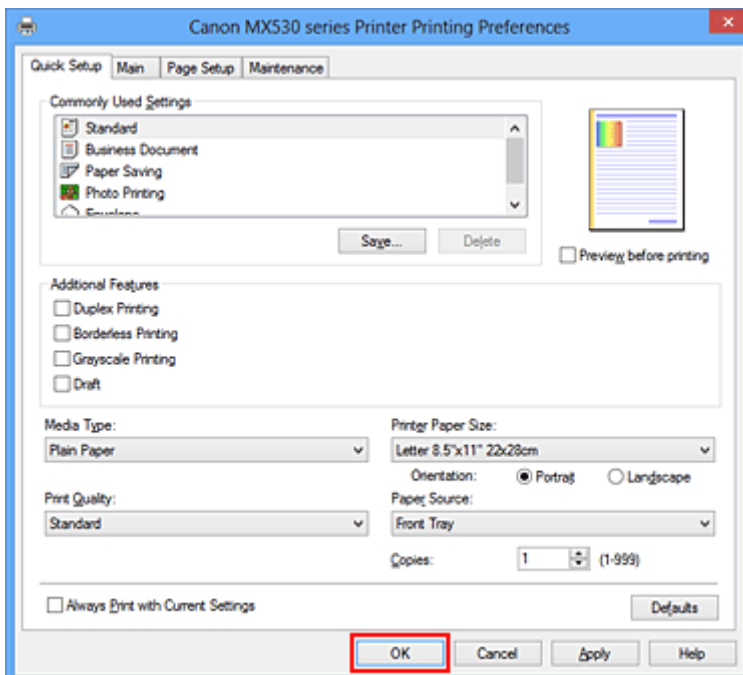 Canon MX530 series Printer Printing Preferences
Quick Setup Main Page Setup Maintenance
Commonly Used Settings
Standard
Business Document
Paper Saving
Photo Printing
Envelope
Save... Delete
Preview before printing
Additional Features
Duplex Printing
Borderless Printing
Grayscale Printing
Draft
Media Type:
Plain Paper
Printer Paper Size:
Letter 8.5"x11" 22x28cm
Orientation: Portrait Landscape
Print Quality:
Standard
Paper Source:
Front Tray
Copies: 1 (1-999)
Always Print with Current Settings
Defaults
OK Cancel Apply Help